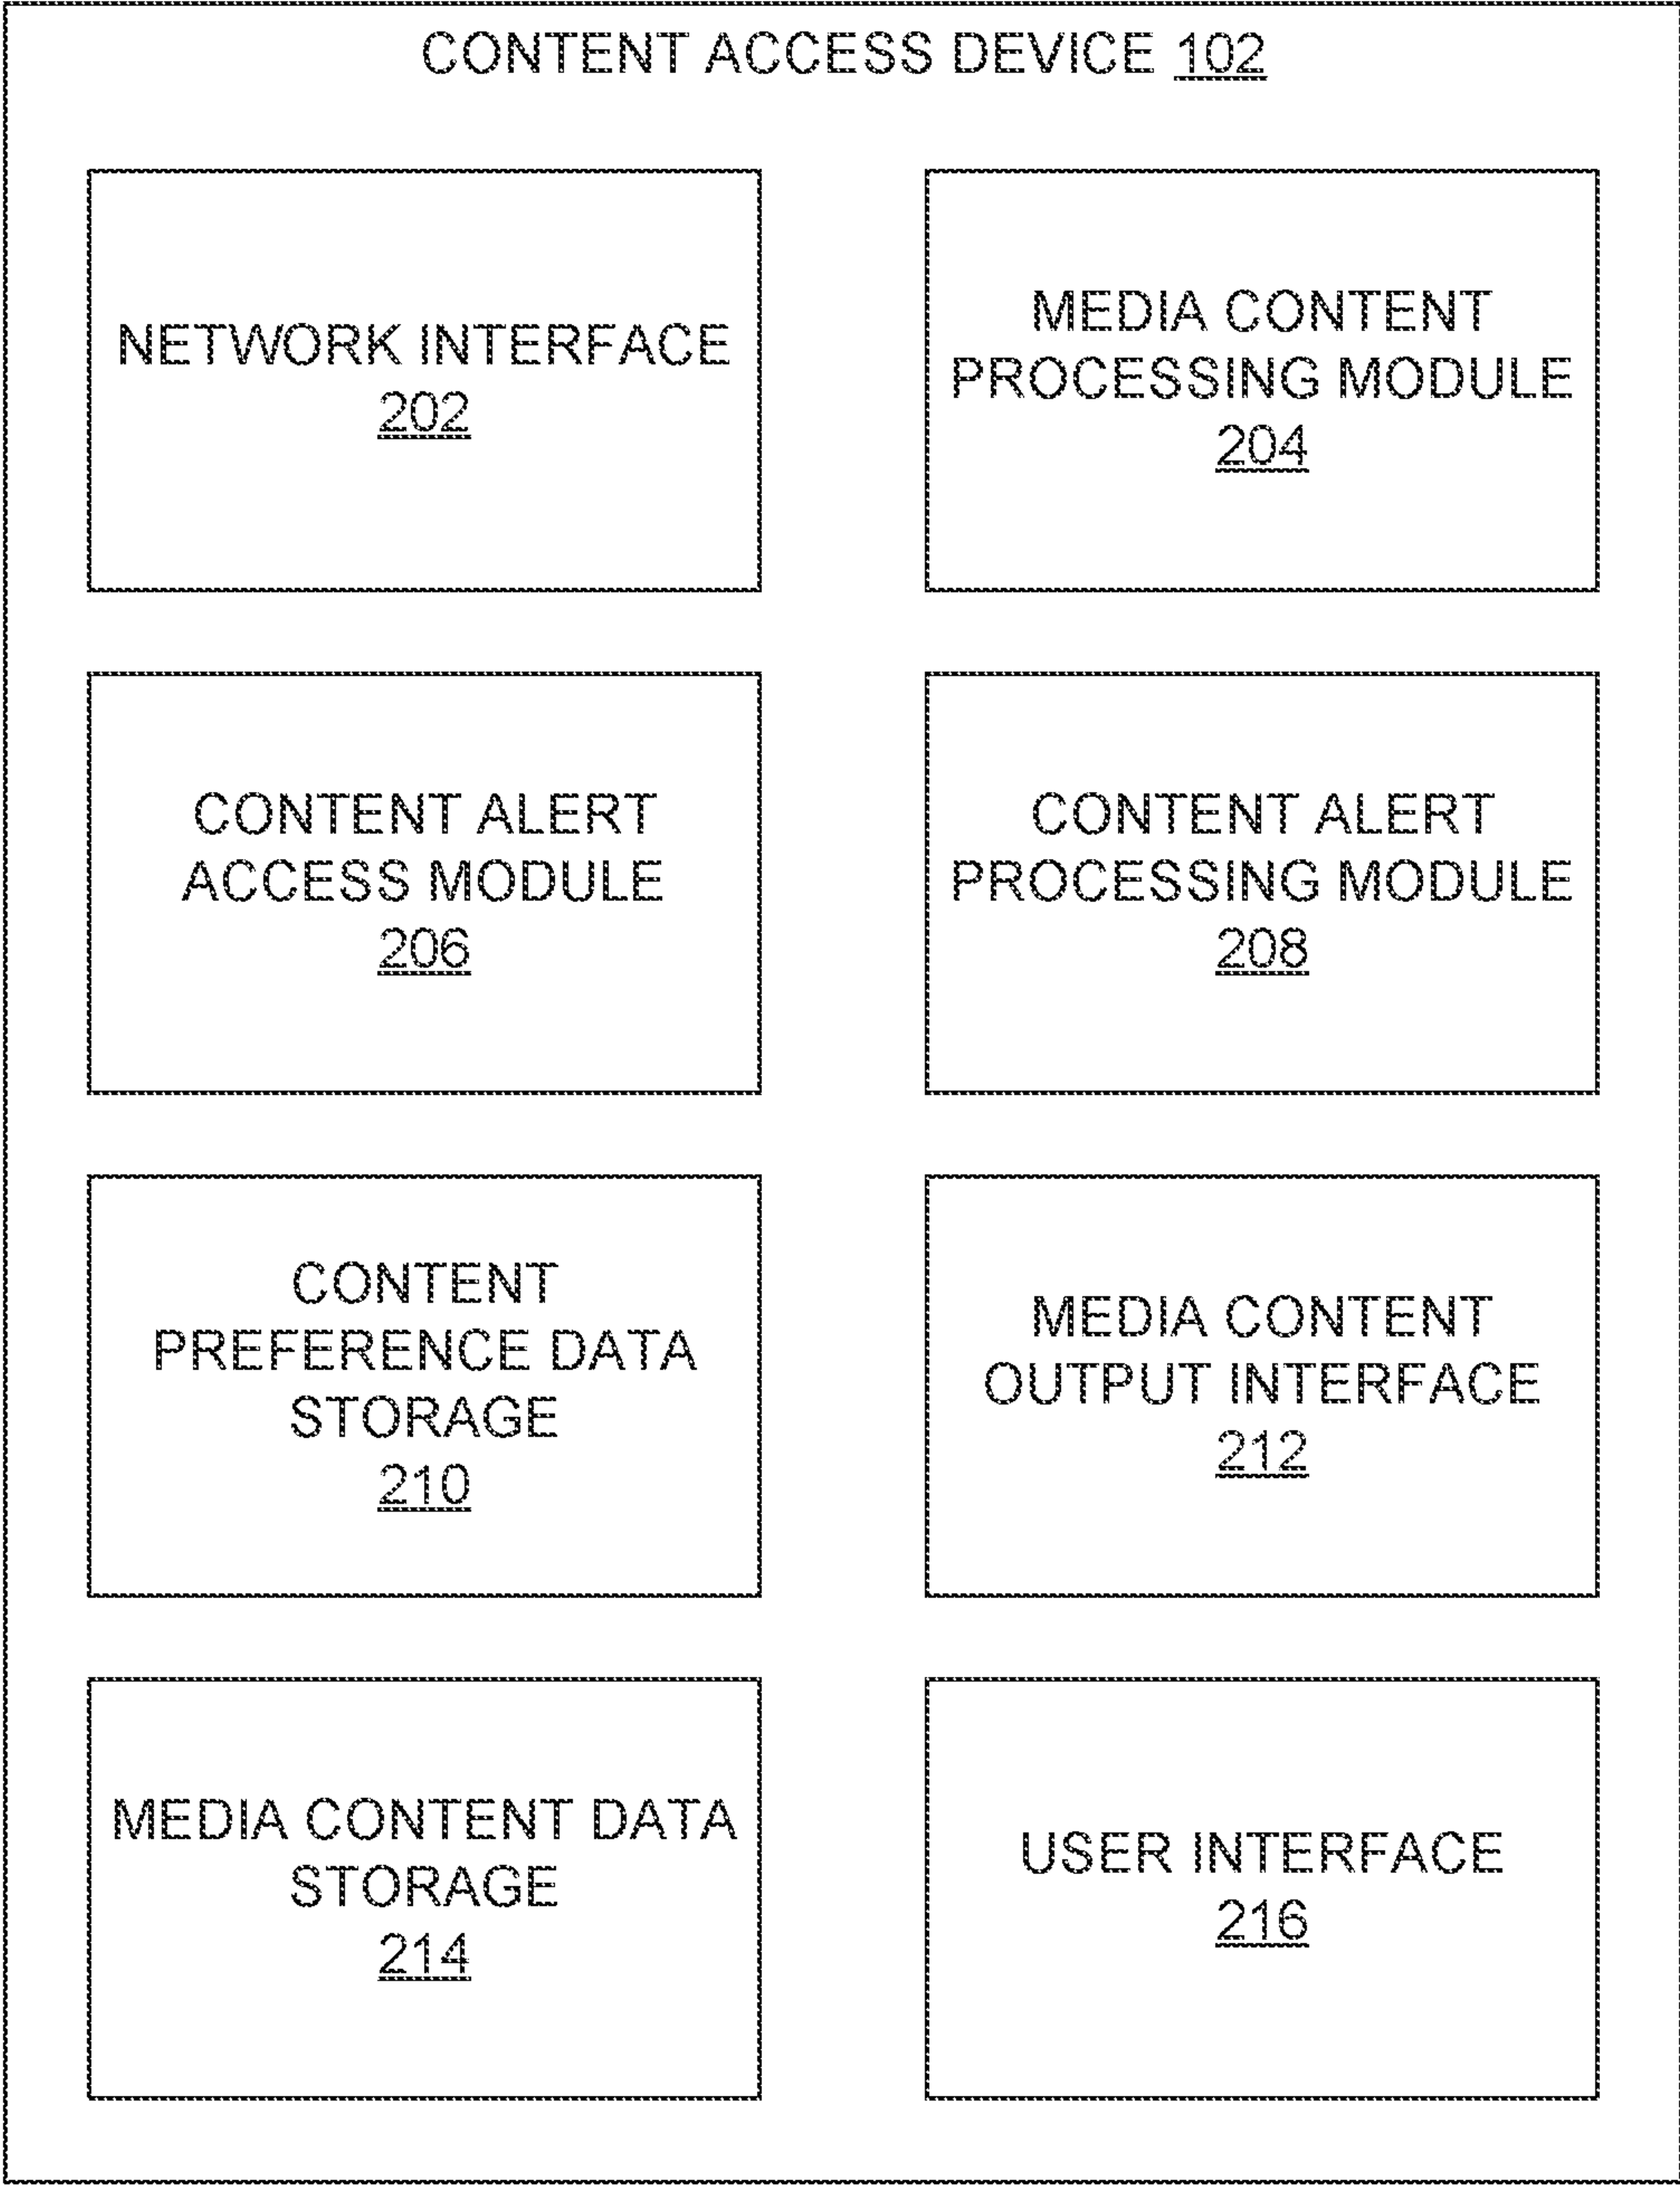 CONTENT ACCESS DEVICE 102
NETWORK INTERFACE
202
MEDIA CONTENT
PROCESSING MODULE
204
CONTENT ALERT
ACCESS MODULE
206
CONTENT ALERT
PROCESSING MODULE
208
CONTENT
PREFERENCE DATA
STORAGE
210
MEDIA CONTENT
OUTPUT INTERFACE
212
MEDIA CONTENT DATA
STORAGE
214
USER INTERFACE
216